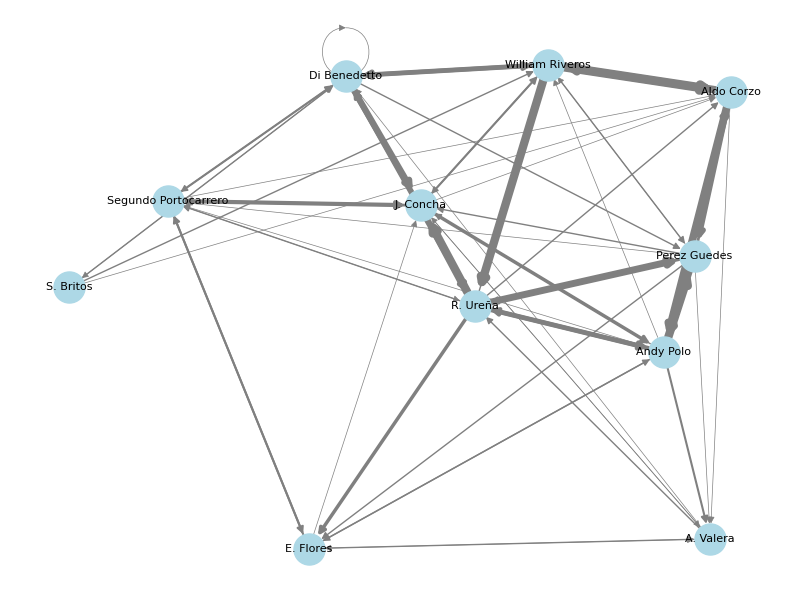 William Riveros
Di Benedetto
Aldo Corzo
Segundo Portocarrero
J. Concha
Perez Guedes
S. Britos
R. Ureña
Andy Polo
A. Valera
E. Flores